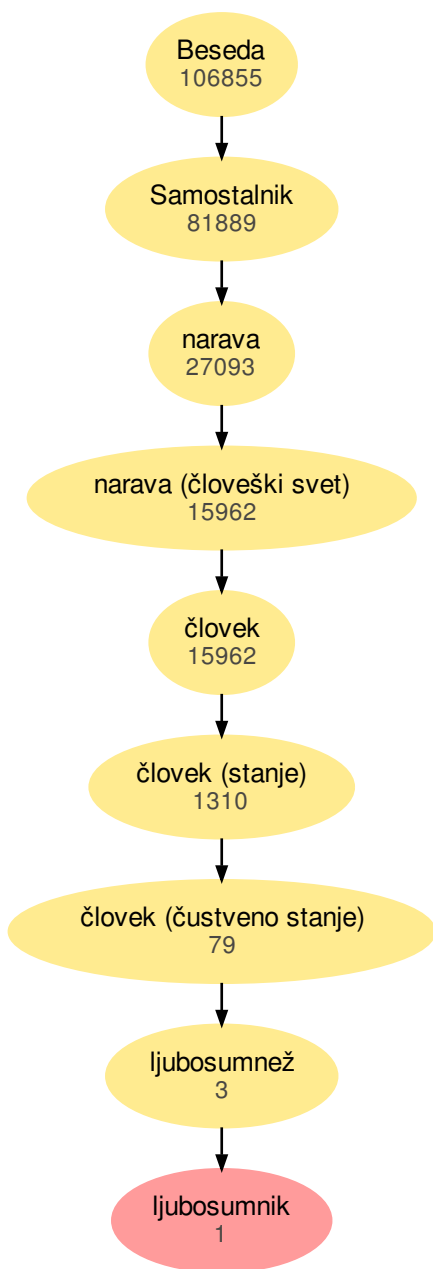 Beseda
106855
Samostalnik
81889
narava
27093
narava (človeški svet)
15962
človek
15962
človek (stanje)
1310
človek (čustveno stanje)
79
ljubosumnež
3
ljubosumnik
1